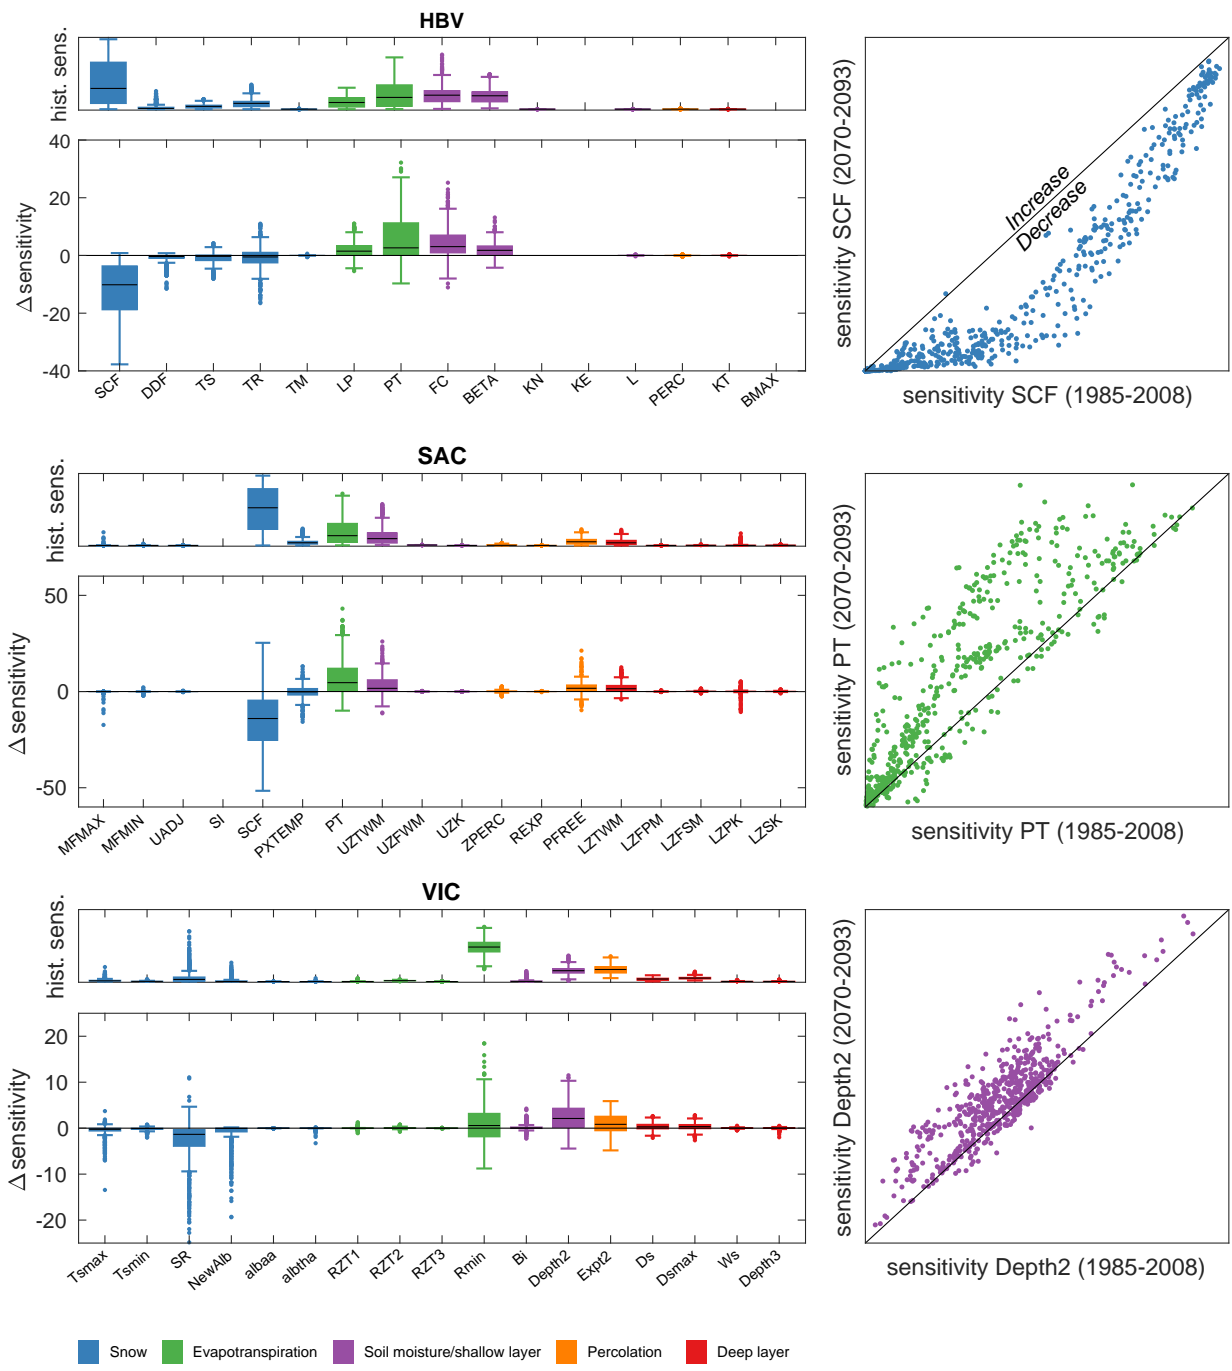 HBV
hist. sens.
40
20
0
-20
-40
Δsensitivity
SCF DDF TS TR TM LP PT FC BETA KN KE L PERC KT BMAX
sensitivity SCF (2070-2093)
Increase
Decrease
sensitivity SCF (1985-2008)
SAC
hist. sens.
50
0
-50
Δsensitivity
MFMAX MFMIN UADJ SI SCF PXTEMP PT UZTWM UZFWM UZK ZPERC REXP PFREE LZTWM LZFPM LZFSM LZPK LZSK
sensitivity PT (2070-2093)
sensitivity PT (1985-2008)
VIC
hist. sens.
20
10
0
-10
-20
Δsensitivity
Tsmax Tsmin SR NewAlb albaa albtha RZT1 RZT2 RZT3 Rmin Bi Depth2 Expt2 Ds Dsmax Ws Depth3
sensitivity Depth2 (2070-2093)
sensitivity Depth2 (1985-2008)
Snow Evapotranspiration Soil moisture/shallow layer Percolation Deep layer